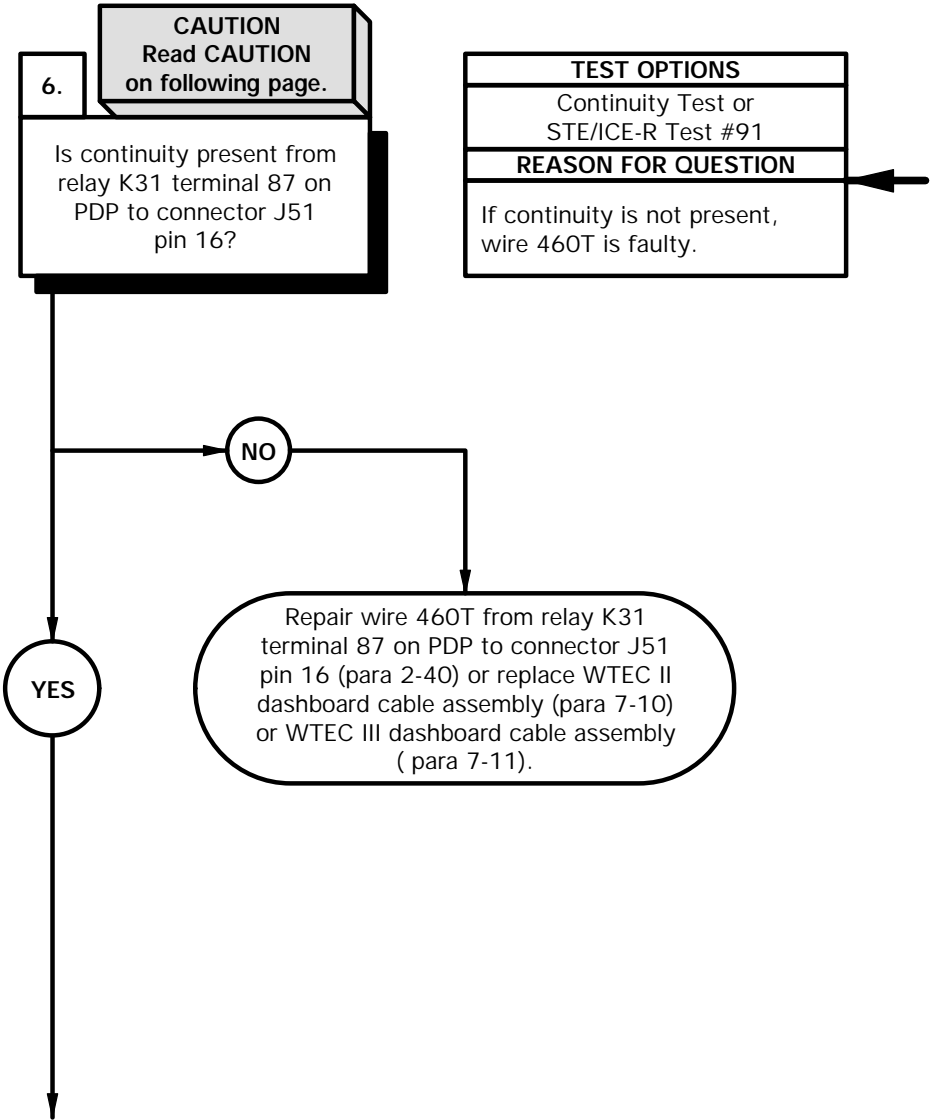 CAUTION
Read CAUTION
on following page.
6.
Is continuity present from
relay K31 terminal 87 on
PDP to connector J51
pin 16?
TEST OPTIONS
Continuity Test or
STE/ICE-R Test #91
REASON FOR QUESTION
If continuity is not present,
wire 460T is faulty.
NO
YES
Repair wire 460T from relay K31
terminal 87 on PDP to connector J51
pin 16 (para 2-40) or replace WTEC II
dashboard cable assembly (para 7-10)
or WTEC III dashboard cable assembly
( para 7-11).